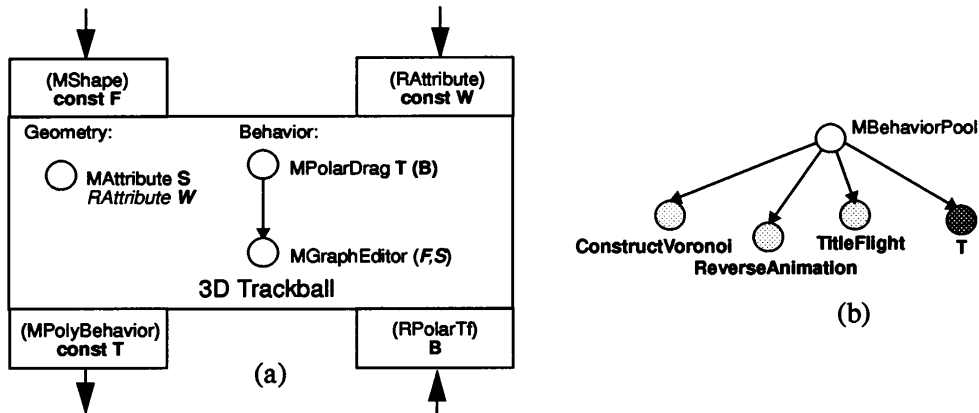 (MShape)
const F
(RAttribute)
const W
Geometry:
Behavior:
MAttribute S
RAttribute W
MPolarDrag T (B)
MGraphEditor (F,S)
3D Trackball
(MPolyBehavior)
const T
(RPolarTf)
B
(a)
MBehaviorPool
ConstructVoronoi
ReverseAnimation
TitleFlight
T
(b)